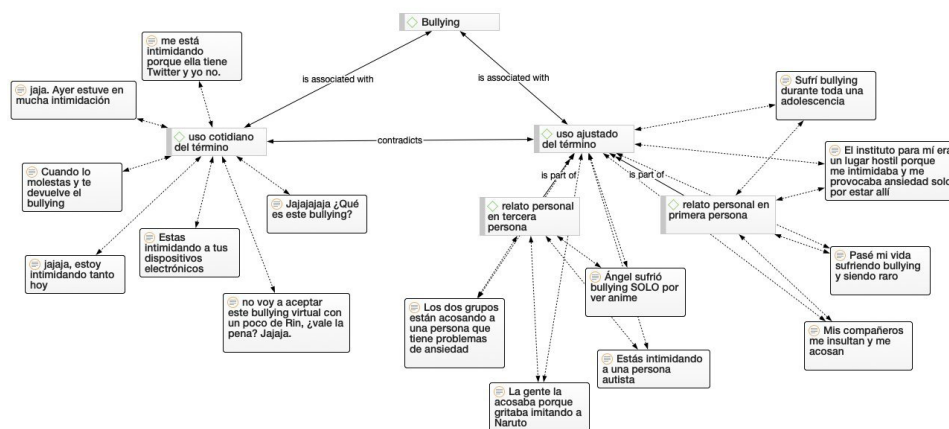 Bullying
me está
intimidando
porque ella tiene
Twitter y yo no.
jaja. Ayer estuve en
mucha intimidación
is associated with
is associated with
Sufrí bullying
durante toda una
adolescencia
uso cotidiano
del término
contradicts
uso ajustado
del término
El instituto para mí era
un lugar hostil porque
me intimidaba y me
provocaba ansiedad solo
por estar allí
Cuando lo
molestas y te
devuelve el
bullying
Jajajajaja ¿Qué
es este bullying?
is part of
is part of
relato personal
en tercera
persona
relato personal en
primera persona
Estas
intimidando a tus
dispositivos
electrónicos
jajaja, estoy
intimidando tanto
hoy
Pasé mi vida
sufriendo bullying
y siendo raro
Ángel sufrió
bullying SOLO por
ver anime
no voy a aceptar
este bullying virtual con
un poco de Rin, ¿vale la
pena? Jajaja.
Los dos grupos
están acosando a
una persona que
tiene problemas
de ansiedad
Mis compañeros
me insultan y me
acosan
Estás intimidando
a una persona
autista
La gente la
acosaba porque
gritaba imitando a
Naruto